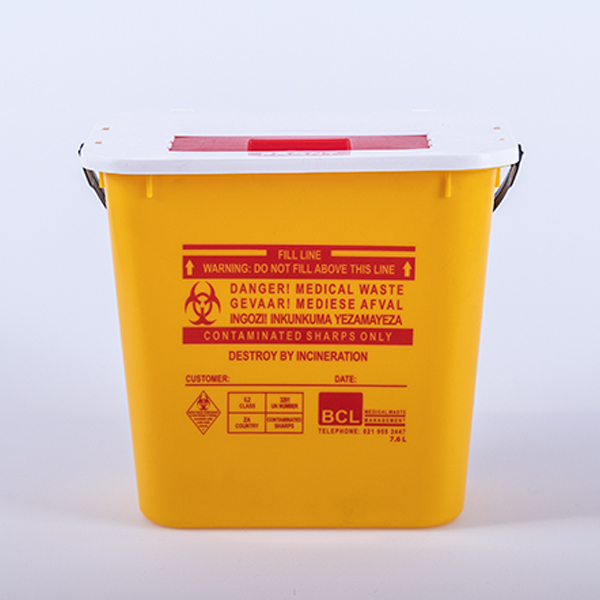 FILL LINE
WARNING: DO NOT FILL ABOVE THIS LINE
DANGER! MEDICAL WASTE
GEVAAR! MEDIESE AFVAL
INGOZI! INKUNKUMA YEZAMAYEZA
CONTAMINATED SHARPS ONLY
DESTROY BY INCINERATION
CUSTOMER: DATE:
6.2 3291
CLASS UN NUMBER
ZA CONTAMINATED
COUNTRY SHARPS
BCL
MEDICAL WASTE
MANAGEMENT
TELEPHONE: 021 955 2447
7.6 L